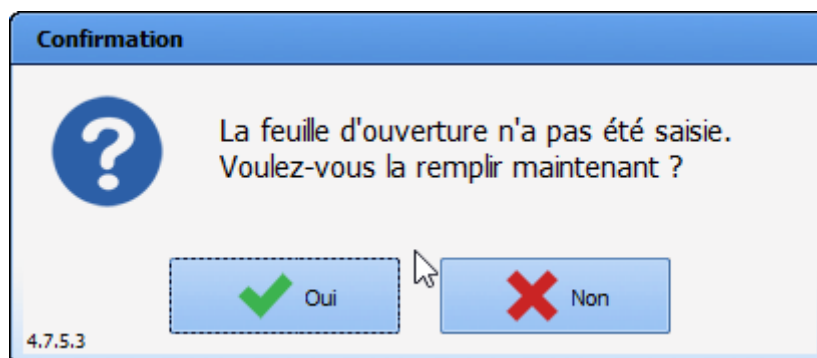 Confirmation
La feuille d'ouverture n'a pas été saisie.
Voulez-vous la remplir maintenant ?
Oui
Non
4.7.5.3